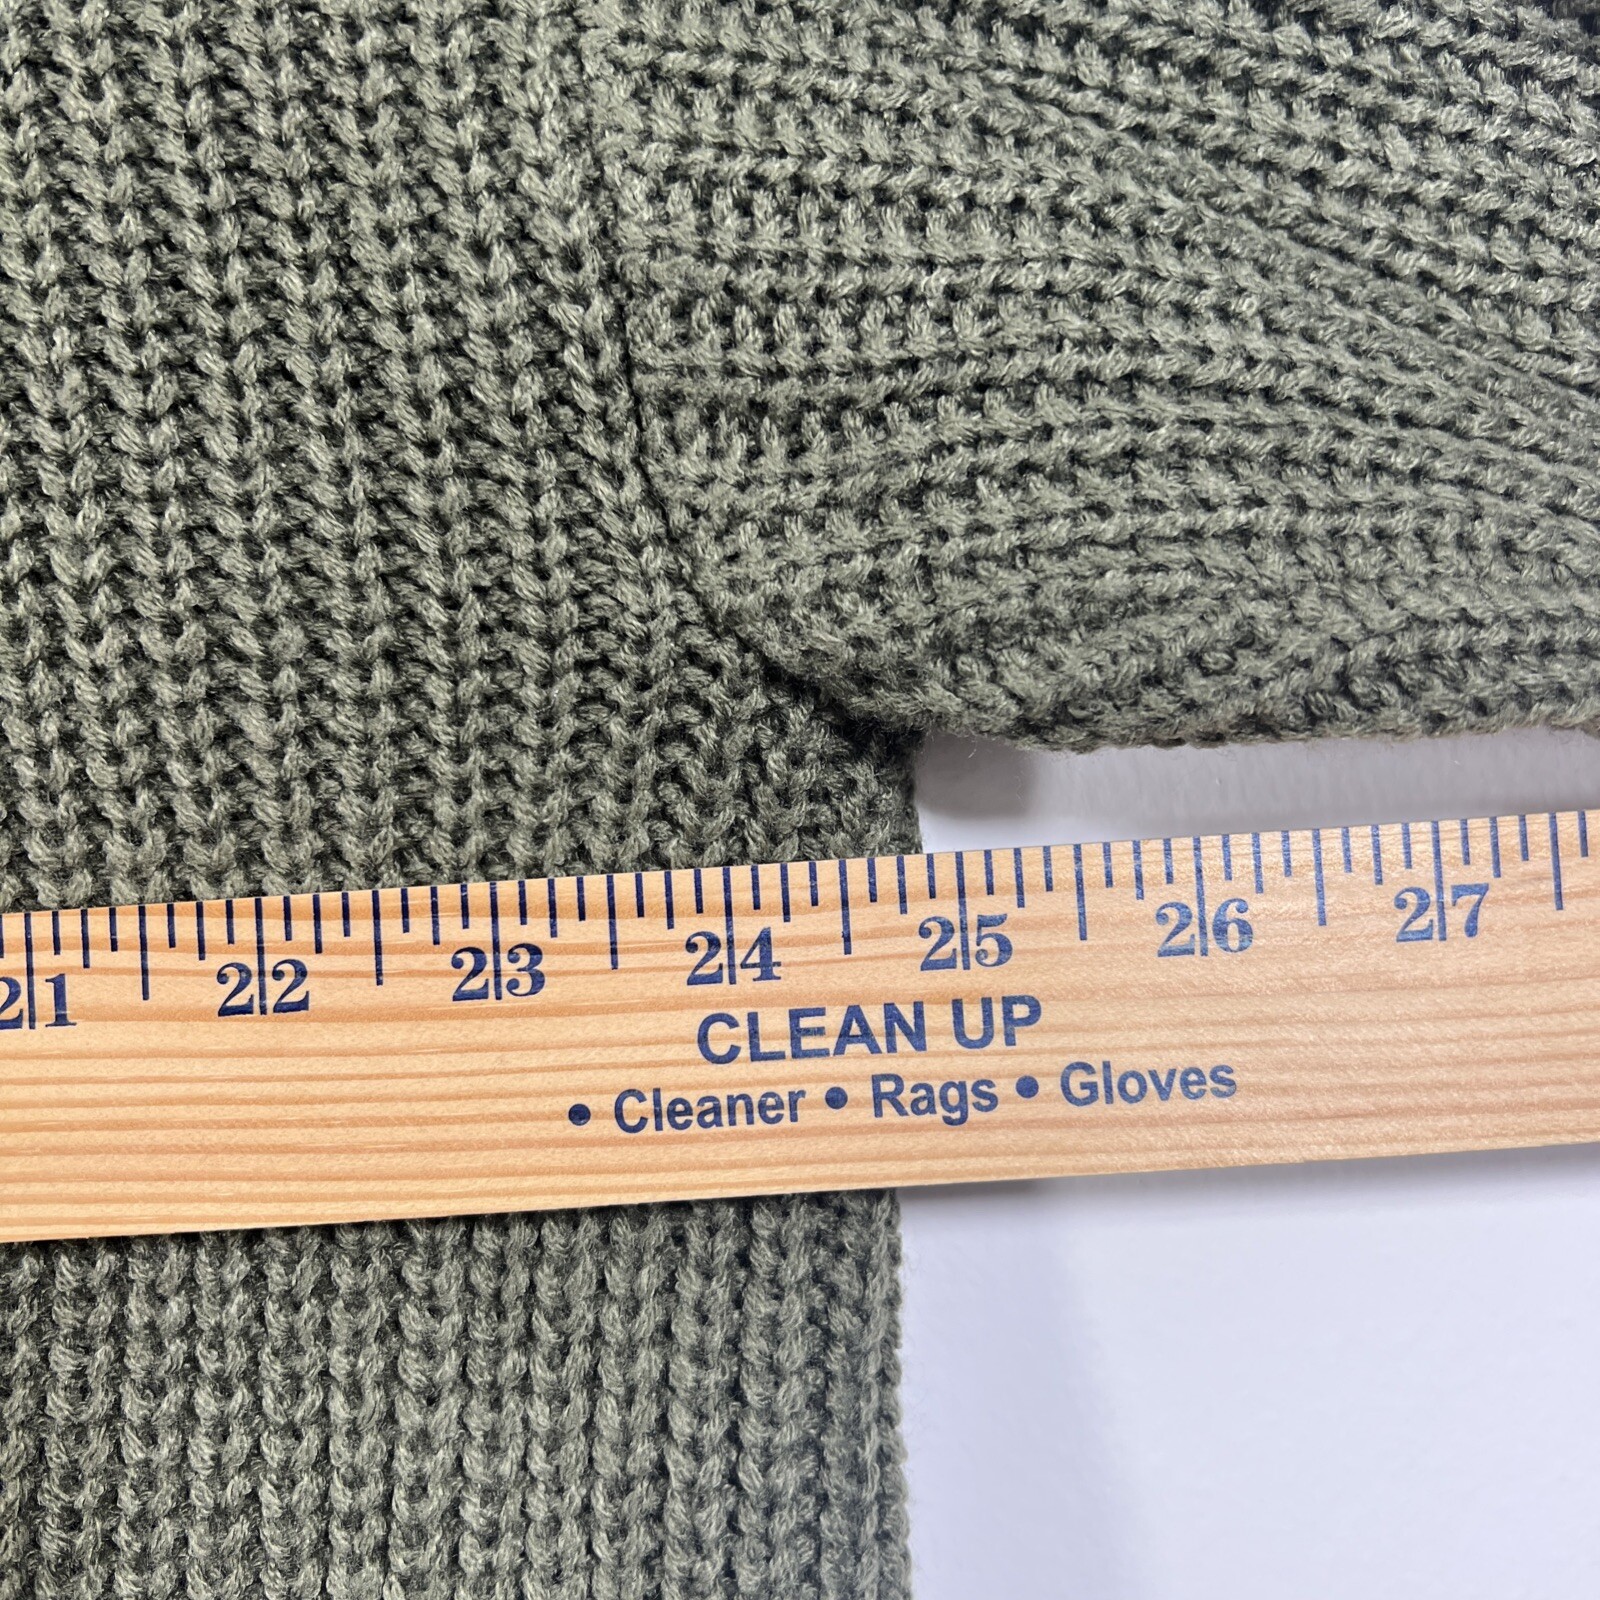 21 22 23 24 25 26 27
CLEAN UP
• Cleaner • Rags • Gloves